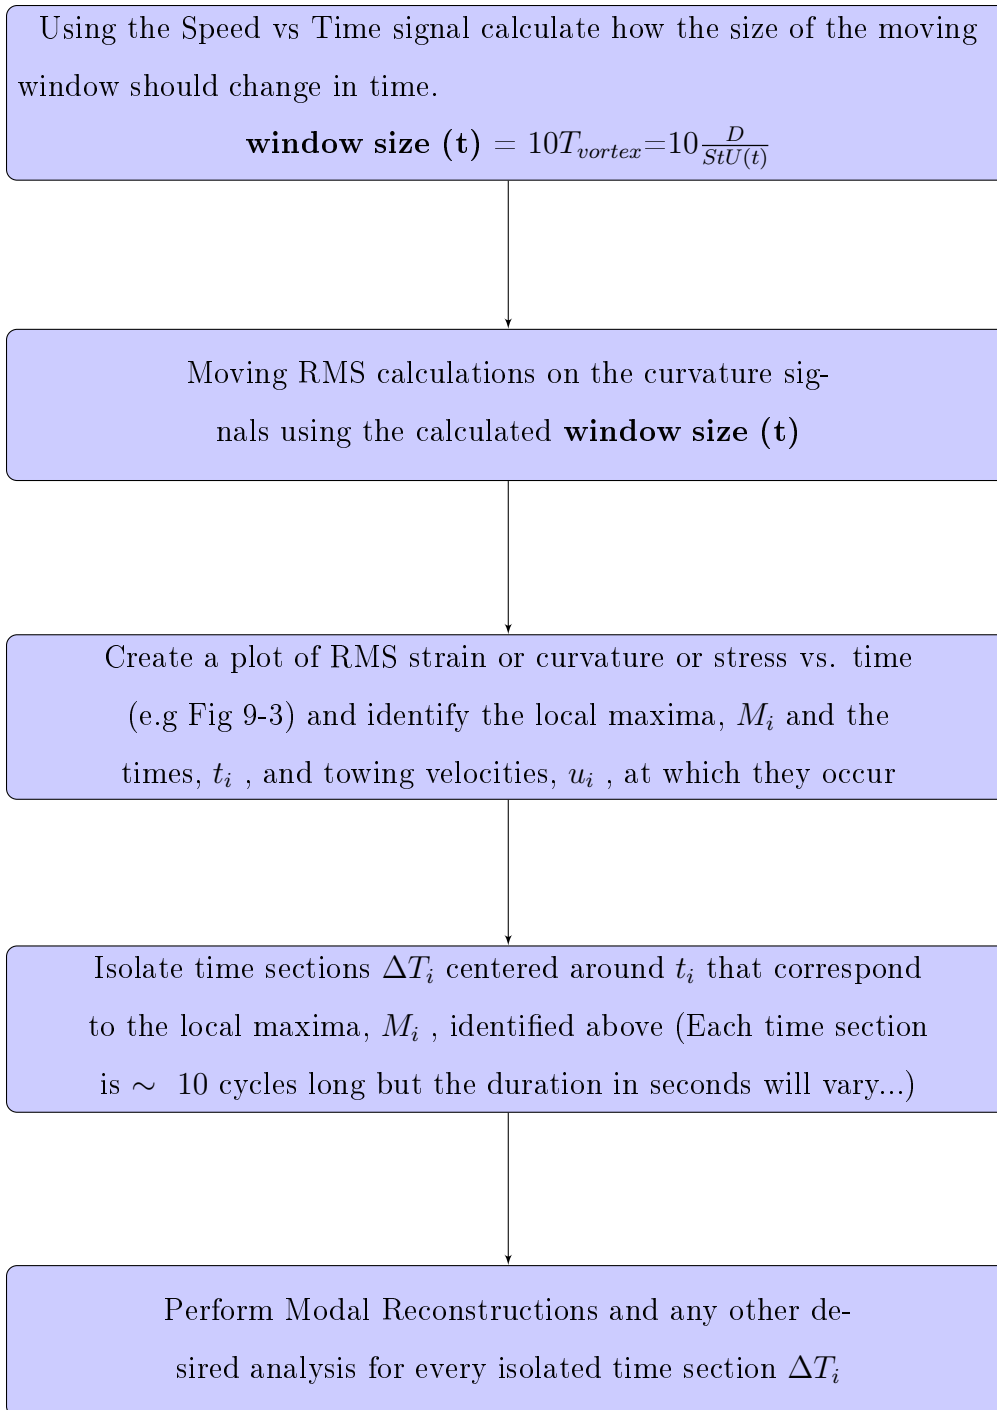 Using the Speed vs Time signal calculate how the size of the moving
window should change in time.
window size (t) = 10T_{vortex}=10\frac{D}{StU(t)}
Moving RMS calculations on the curvature sig-
nals using the calculated window size (t)
Create a plot of RMS strain or curvature or stress vs. time
(e.g Fig 9-3) and identify the local maxima, M_i and the
times, t_i , and towing velocities, u_i , at which they occur
Isolate time sections ΔT_i centered around t_i that correspond
to the local maxima, M_i , identified above (Each time section
is ∼ 10 cycles long but the duration in seconds will vary...)
Perform Modal Reconstructions and any other de-
sired analysis for every isolated time section ΔT_i